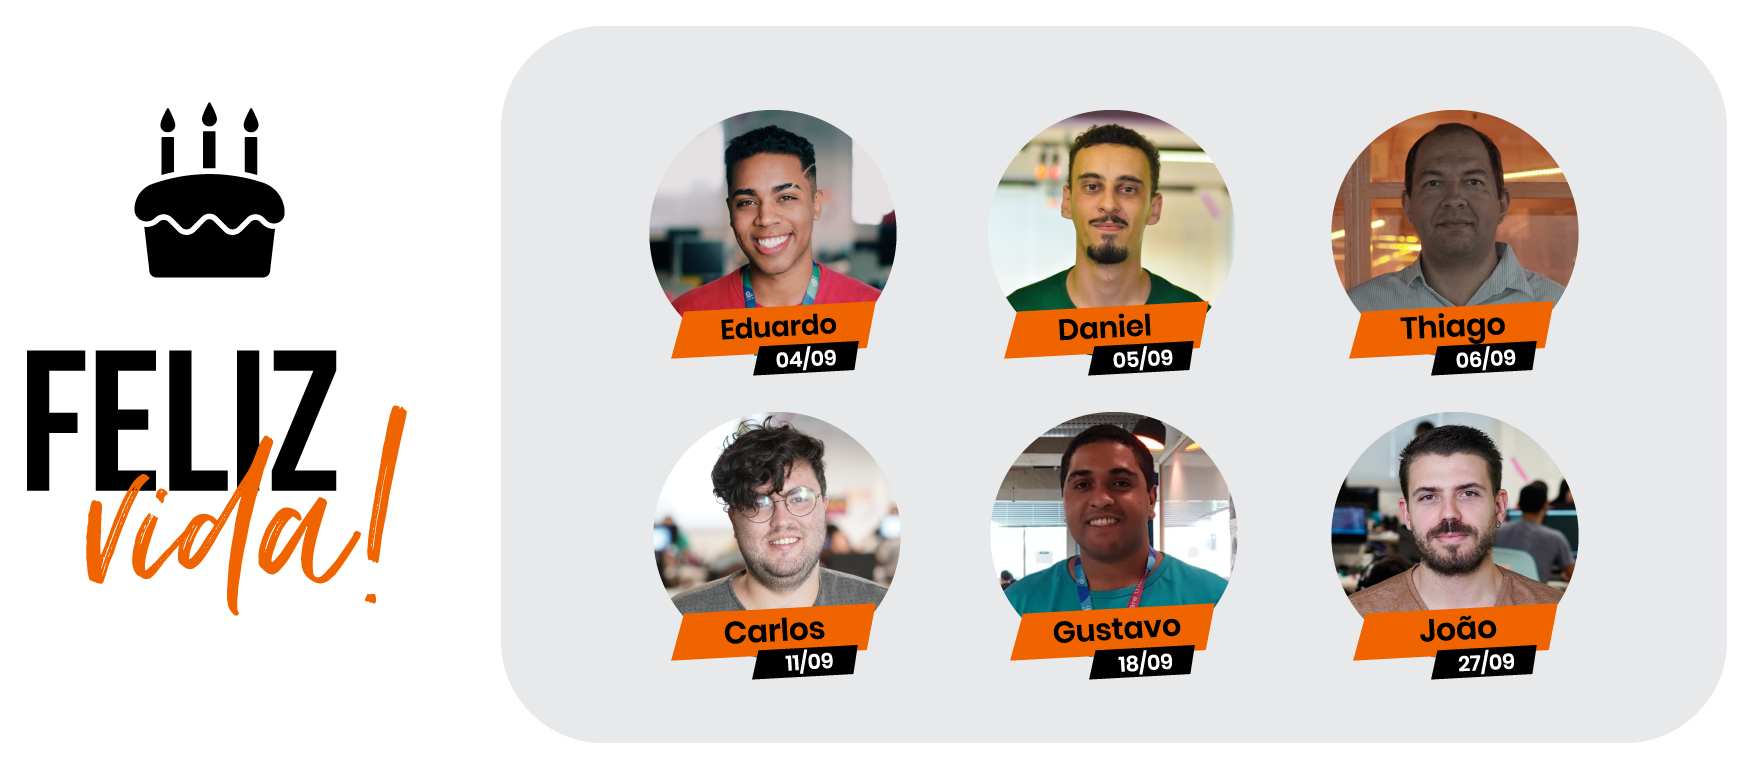 FELIZ
vida!
Eduardo
04/09
Daniel
05/09
Thiago
06/09
Carlos
11/09
Gustavo
18/09
João
27/09